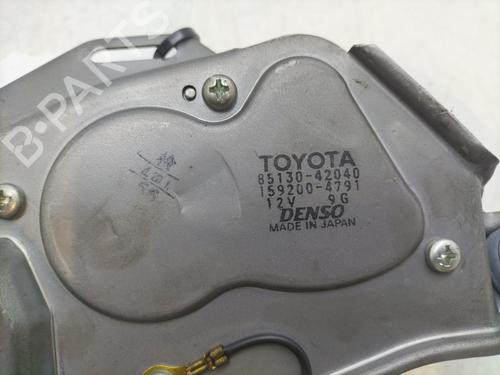 B-PARTS
TOYOTA
85130-42040
159200-4791
12V 9G
DENSO
MADE IN JAPAN